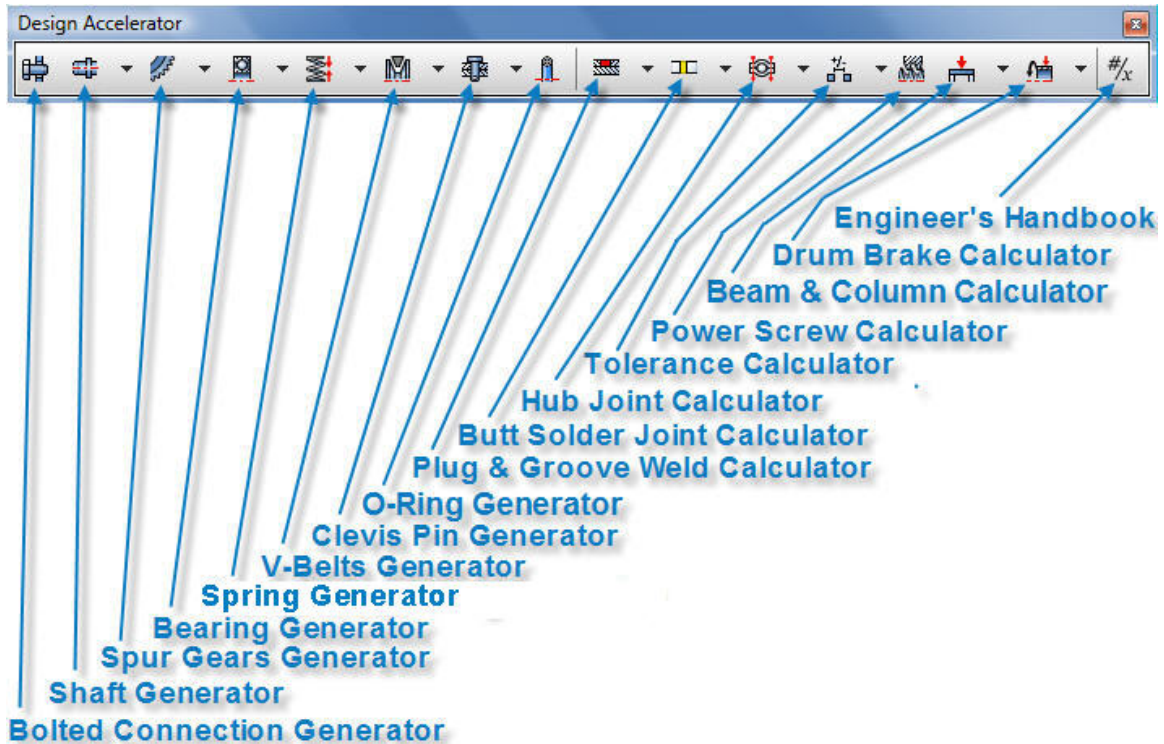 Design Accelerator
#/x
Engineer's Handbook
Drum Brake Calculator
Beam & Column Calculator
Power Screw Calculator
Tolerance Calculator
Hub Joint Calculator
Butt Solder Joint Calculator
Plug & Groove Weld Calculator
O-Ring Generator
Clevis Pin Generator
V-Belts Generator
Spring Generator
Bearing Generator
Spur Gears Generator
Shaft Generator
Bolted Connection Generator